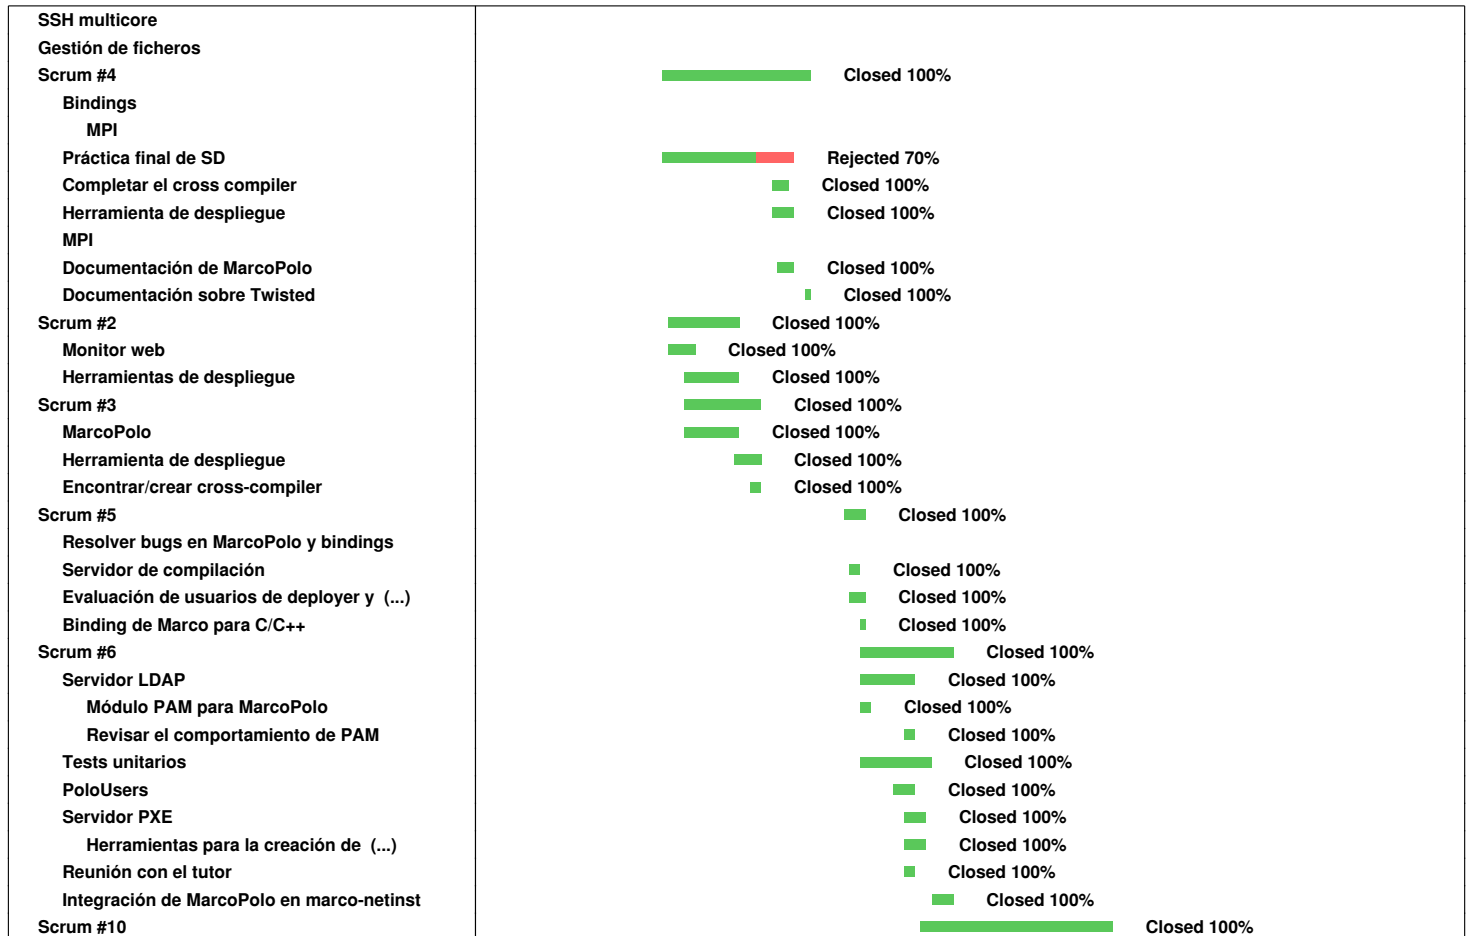 SSH multicore
Gestión de ficheros
Scrum #4 Closed 100%
Bindings
MPI
Práctica final de SD Rejected 70%
Completar el cross compiler Closed 100%
Herramienta de despliegue Closed 100%
MPI
Documentación de MarcoPolo Closed 100%
Documentación sobre Twisted Closed 100%
Scrum #2 Closed 100%
Monitor web Closed 100%
Herramientas de despliegue Closed 100%
Scrum #3 Closed 100%
MarcoPolo Closed 100%
Herramienta de despliegue Closed 100%
Encontrar/crear cross-compiler Closed 100%
Scrum #5 Closed 100%
Resolver bugs en MarcoPolo y bindings
Servidor de compilación Closed 100%
Evaluación de usuarios de deployer y (...) Closed 100%
Binding de Marco para C/C++ Closed 100%
Scrum #6 Closed 100%
Servidor LDAP Closed 100%
Módulo PAM para MarcoPolo Closed 100%
Revisar el comportamiento de PAM Closed 100%
Tests unitarios Closed 100%
PoloUsers Closed 100%
Servidor PXE Closed 100%
Herramientas para la creación de (...) Closed 100%
Reunión con el tutor Closed 100%
Integración de MarcoPolo en marco-netinst Closed 100%
Scrum #10 Closed 100%